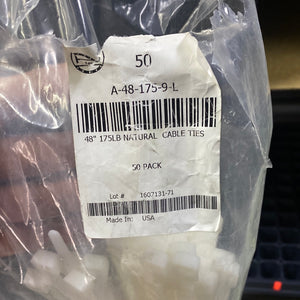 50
A-48-175-9-L
48" 175LB NATURAL CABLE TIES
50 PACK
Lot # 1607131-71
Made In: USA